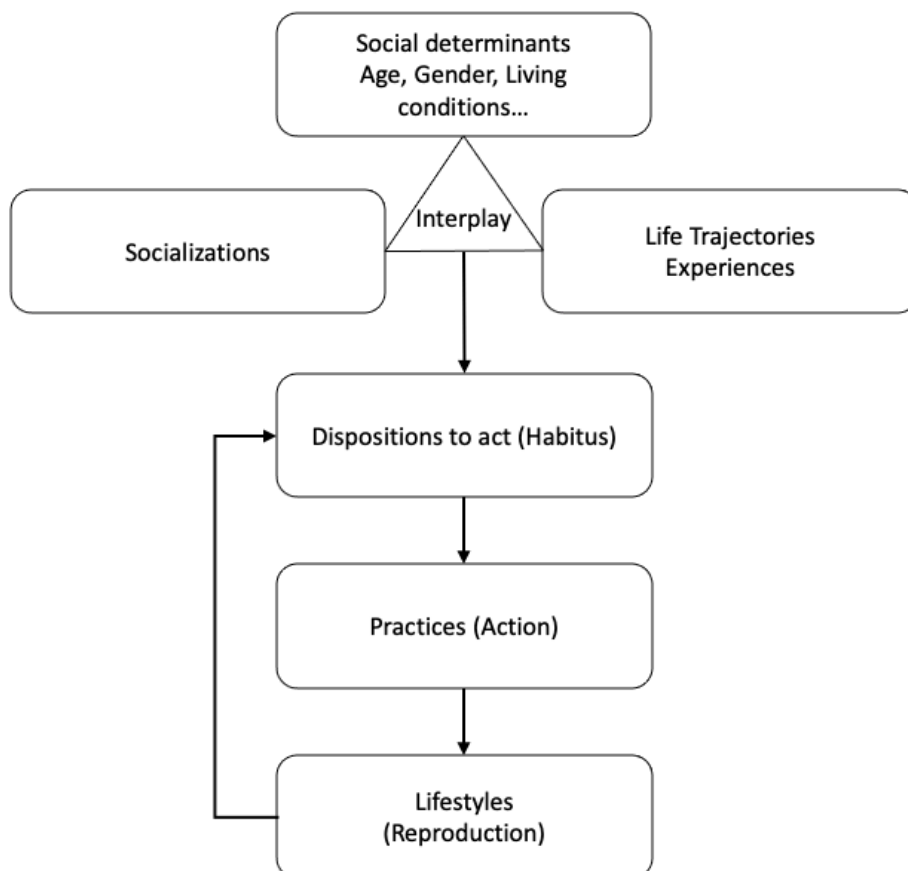 Social determinants
Age, Gender, Living
conditions...
Interplay
Socializations
Life Trajectories
Experiences
Dispositions to act (Habitus)
Practices (Action)
Lifestyles
(Reproduction)